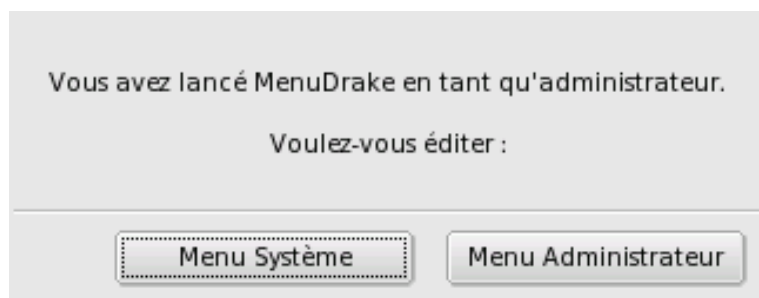 Vous avez lancé MenuDrake en tant qu'administrateur.
Voulez-vous éditer :
Menu Système
Menu Administrateur